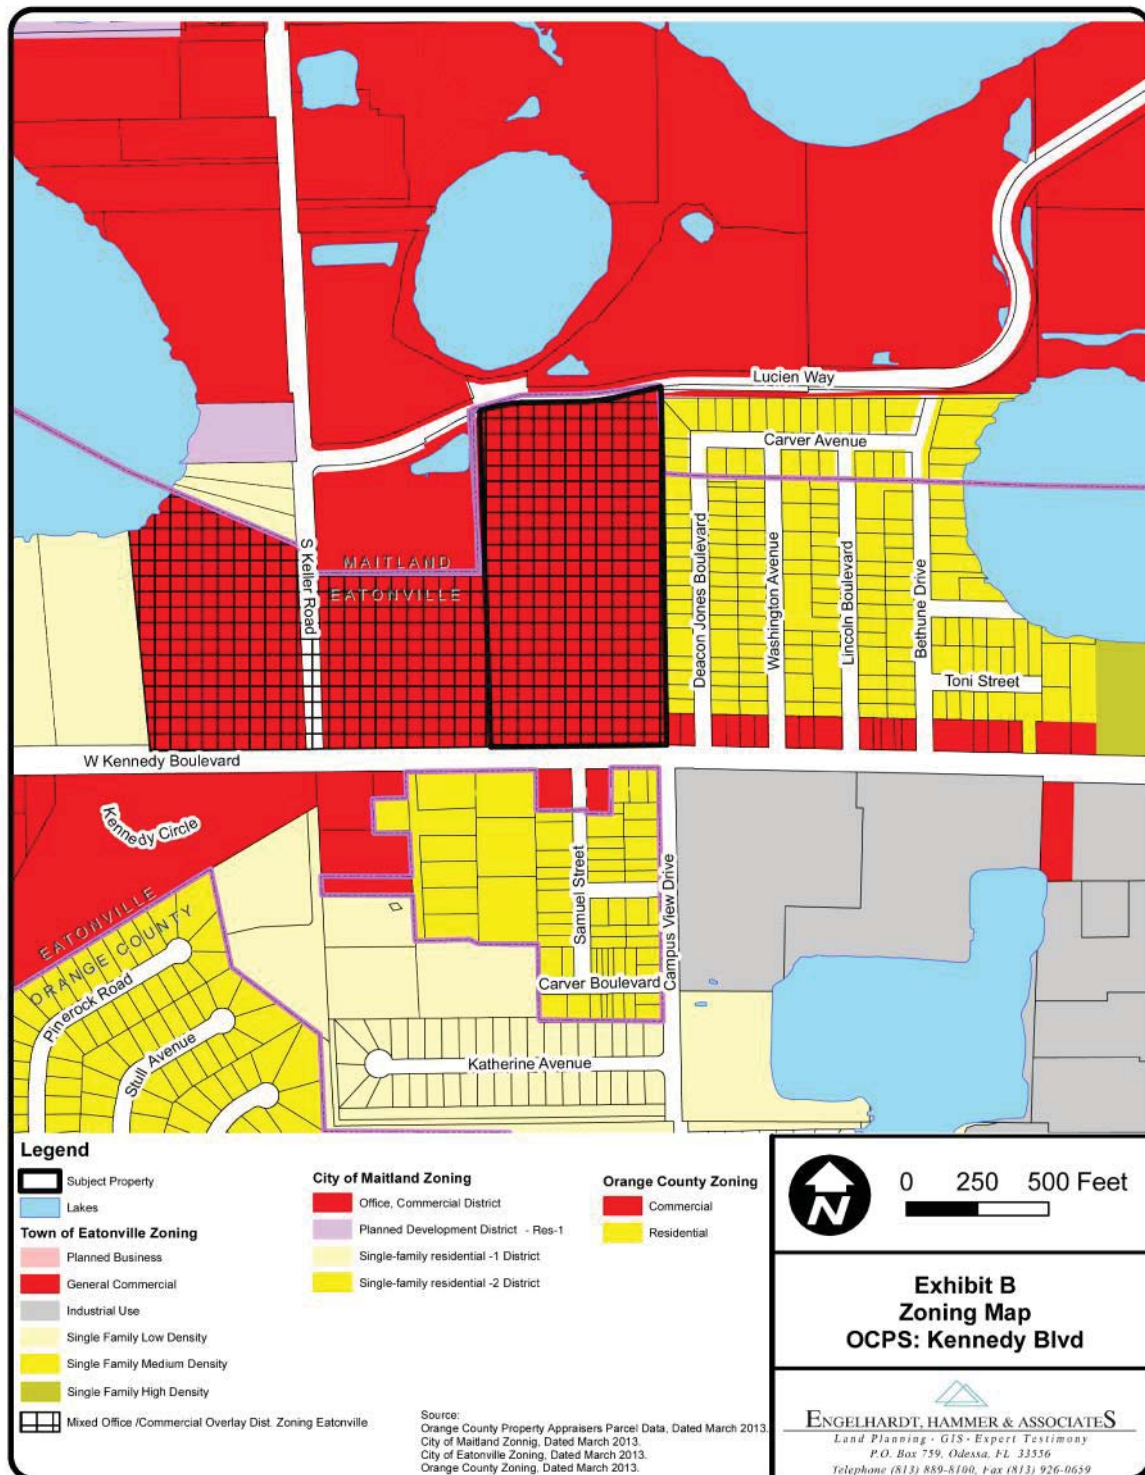 Lucien Way
Carver Avenue
S Keller Road
MAITLAND
EATONVILLE
Deacon Jones Boulevard
Washington Avenue
Lincoln Boulevard
Bethune Drive
Toni Street
W Kennedy Boulevard
Kennedy Circle
EATONVILLE
ORANGE COUNTY
Pinerock Road
Stull Avenue
Samuel Street
Campus View Drive
Carver Boulevard
Katherine Avenue
Legend
Subject Property
Lakes
Town of Eatonville Zoning
Planned Business
General Commercial
Industrial Use
Single Family Low Density
Single Family Medium Density
Single Family High Density
Mixed Office /Commercial Overlay Dist. Zoning Eatonville
City of Maitland Zoning
Office, Commercial District
Planned Development District - Res-1
Single-family residential -1 District
Single-family residential -2 District
Orange County Zoning
Commercial
Residential
Source:
Orange County Property Appraisers Parcel Data, Dated March 2013.
City of Maitland Zonnig, Dated March 2013.
City of Eatonville Zoning, Dated March 2013.
Orange County Zoning, Dated March 2013.
N
0 250 500 Feet
Exhibit B
Zoning Map
OCPS: Kennedy Blvd
ENGELHARDT, HAMMER & ASSOCIATES
Land Planning - GIS - Expert Testimony
P.O. Box 759, Odessa, FL 33556
Telephone (813) 889-8100, Fax (813) 926-0659